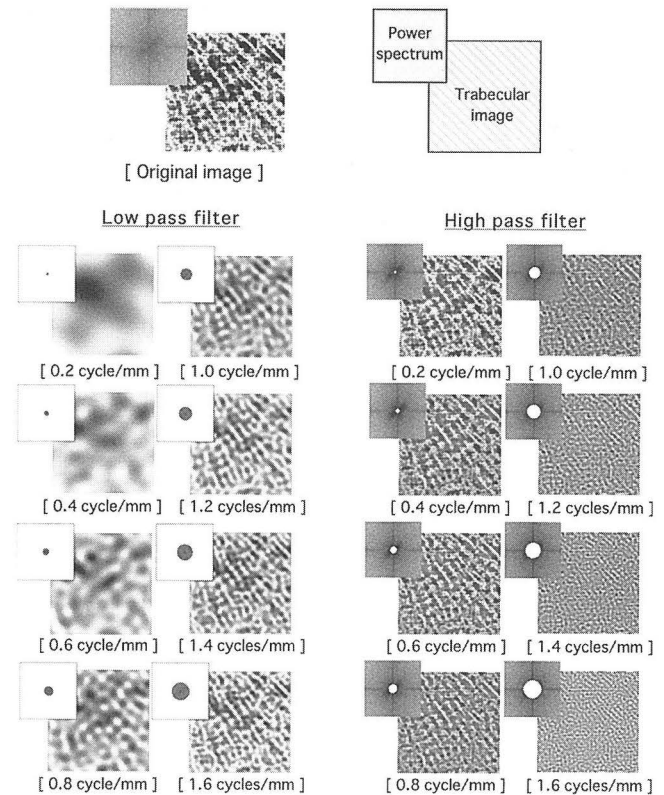 Power
spectrum
Trabecular
image
[ Original image ]
Low pass filter
[ 0.2 cycle/mm ] [ 1.0 cycle/mm ]
[ 0.4 cycle/mm ] [ 1.2 cycles/mm ]
[ 0.6 cycle/mm ] [ 1.4 cycles/mm ]
[ 0.8 cycle/mm ] [ 1.6 cycles/mm ]
High pass filter
[ 0.2 cycle/mm ] [ 1.0 cycle/mm ]
[ 0.4 cycle/mm ] [ 1.2 cycles/mm ]
[ 0.6 cycle/mm ] [ 1.4 cycles/mm ]
[ 0.8 cycle/mm ] [ 1.6 cycles/mm ]